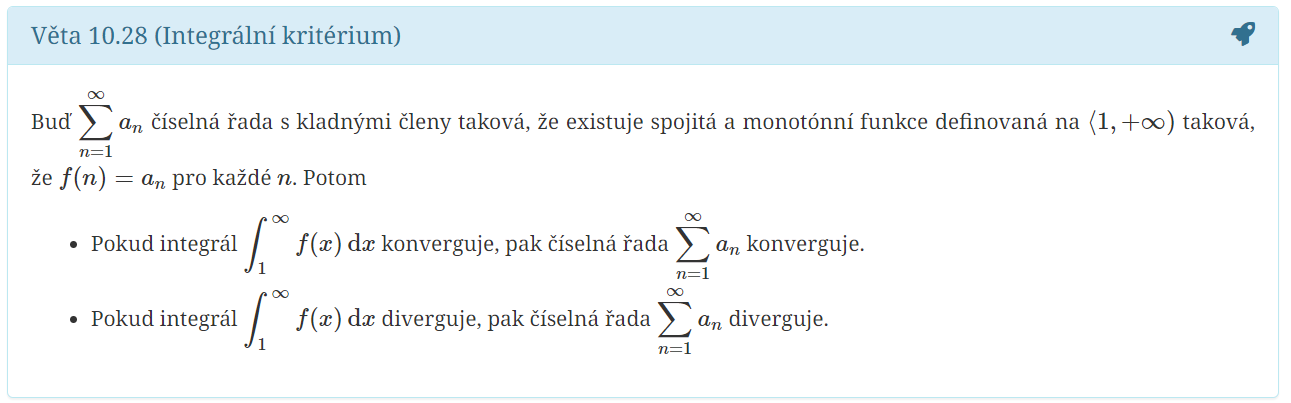 Věta 10.28 (Integrální kritérium)
Buď $\sum_{n=1}^{\infty} a_n$ číselná řada s kladnými členy taková, že existuje spojitá a monotónní funkce definovaná na $\langle 1, +\infty)$ taková,
že $f(n) = a_n$ pro každé $n$. Potom
• Pokud integrál $\int_1^{\infty} f(x)\,\mathrm{d}x$ konverguje, pak číselná řada $\sum_{n=1}^{\infty} a_n$ konverguje.
• Pokud integrál $\int_1^{\infty} f(x)\,\mathrm{d}x$ diverguje, pak číselná řada $\sum_{n=1}^{\infty} a_n$ diverguje.